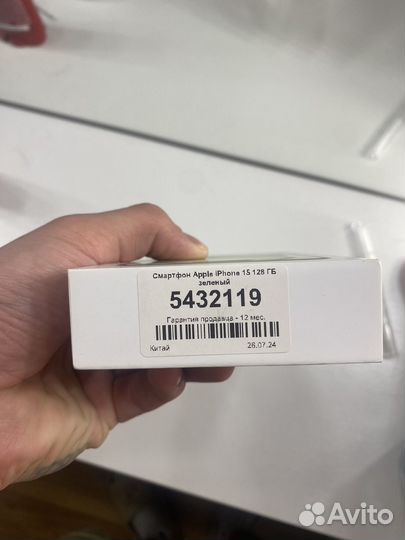 Смартфон Apple iPhone 15 128 ГБ
зеленый
5432119
Гарантия продавца - 12 мес.
Китай 26.07.24
Avito